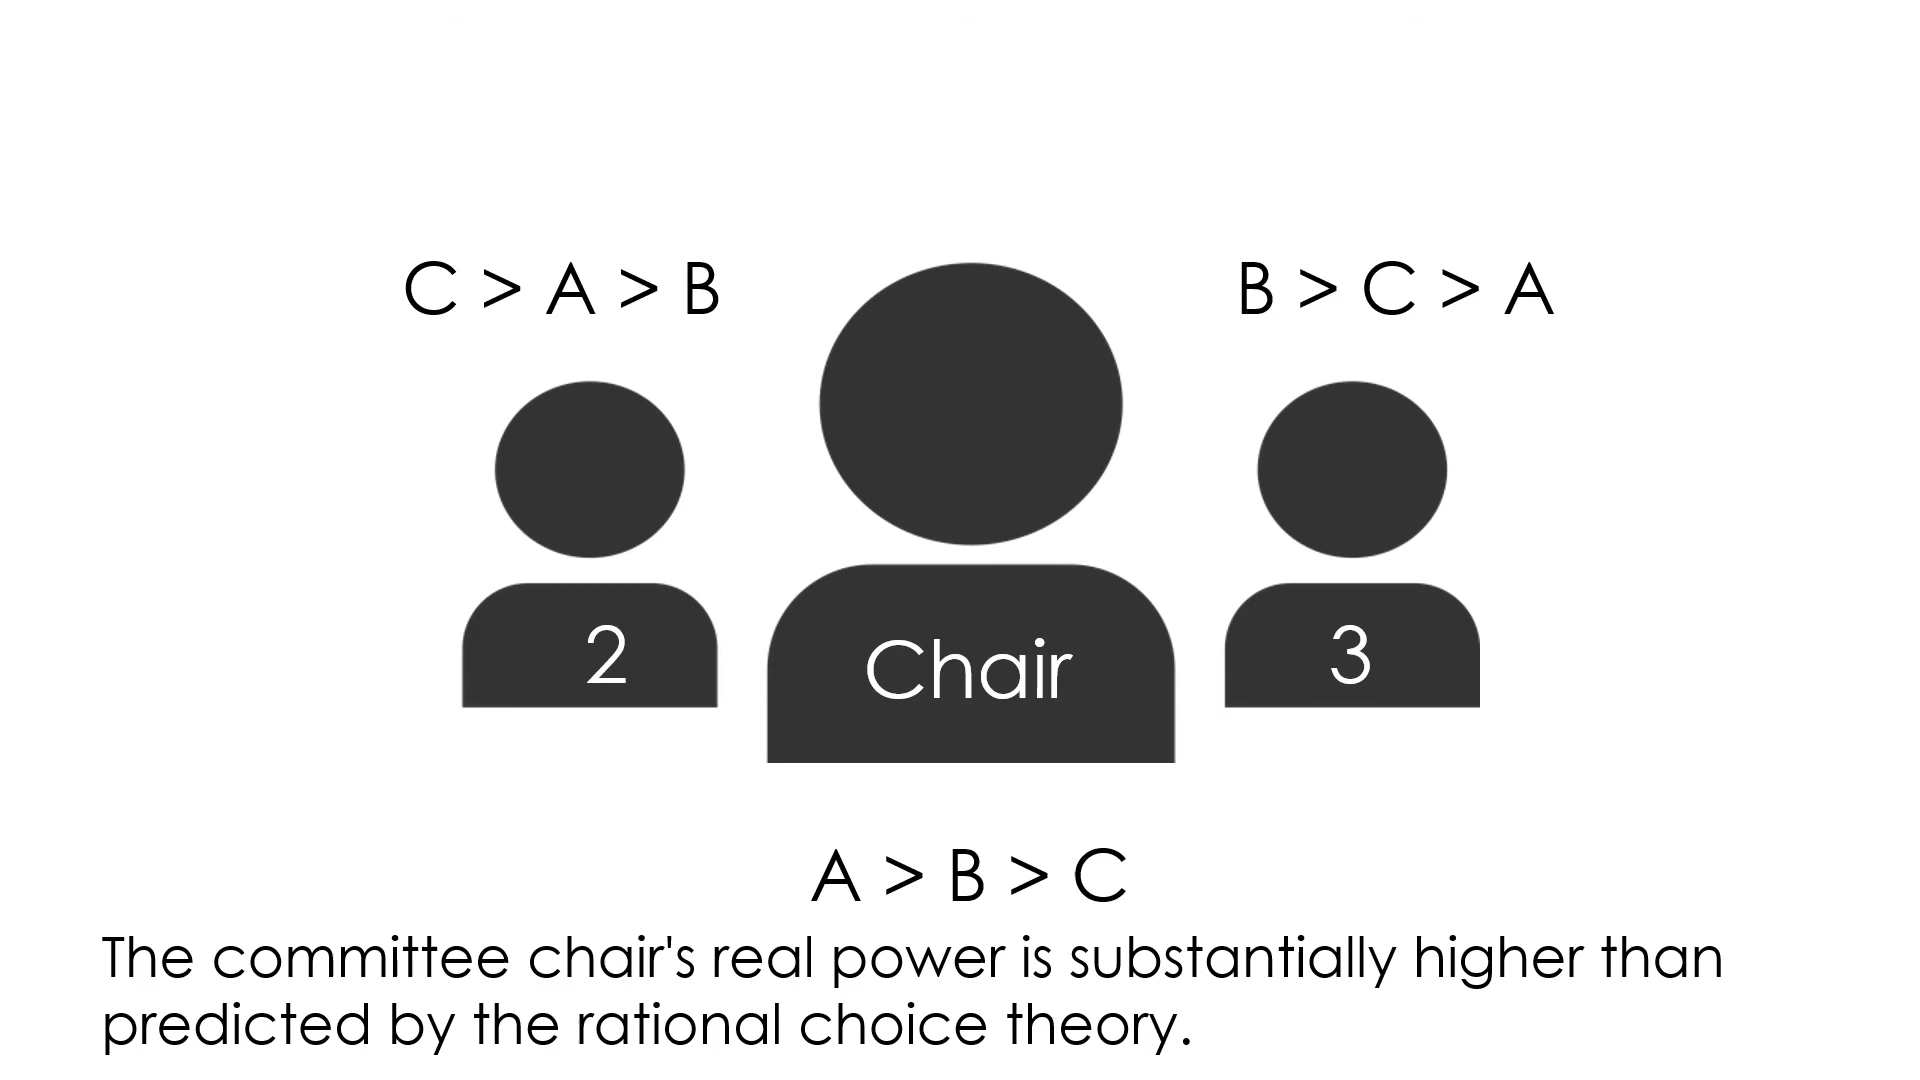 C > A > B
B > C > A
2
Chair
3
A > B > C
The committee chair's real power is substantially higher than
predicted by the rational choice theory.